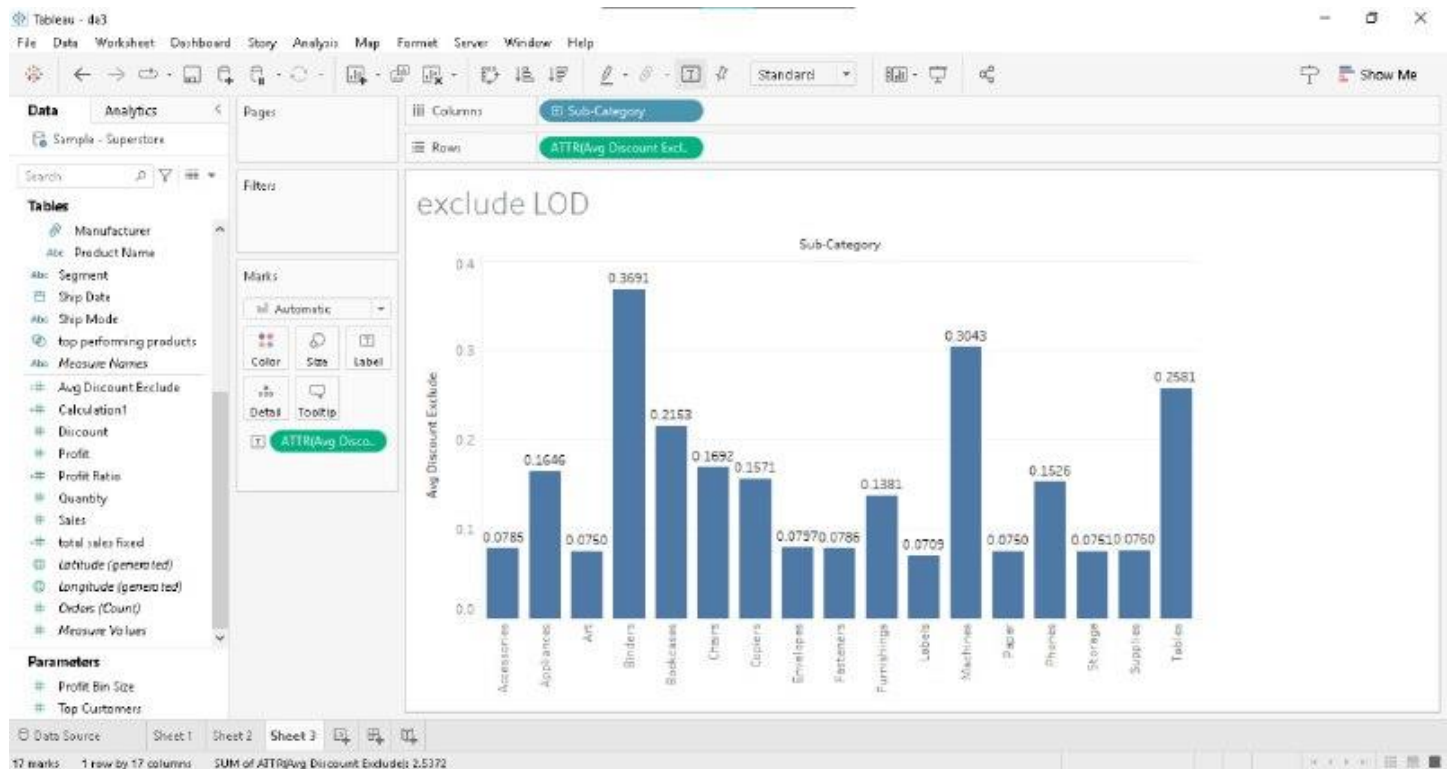 Tableau - da3
File Data Worksheet Dashboard Story Analysis Map Format Server Window Help
Standard
Show Me
Data Analytics
Sample - Superstore
Search
Tables
Manufacturer
Abc Product Name
Abc Segment
Ship Date
Abc Ship Mode
top performing products
Abc Measure Names
Avg Discount Exclude
Calculation1
Discount
Profit
Profit Ratio
Quantity
Sales
total sales fixed
Latitude (generated)
Longitude (generated)
Orders (Count)
Measure Values
Parameters
Profit Bin Size
Top Customers
Pages
Filters
Marks
Automatic
Color Size Label
Detail Tooltip
ATTR(Avg Disco..
Columns Sub-Category
Rows ATTR(Avg Discount Excl..
exclude LOD
Sub-Category
Avg Discount Exclude
0.4
0.3
0.2
0.1
0.0
0.0785
0.1646
0.0750
0.3691
0.2153
0.1692
0.1571
0.0797
0.0786
0.1381
0.0709
0.3043
0.0750
0.1526
0.0751
0.0760
0.2581
Accessories
Appliances
Art
Binders
Bookcases
Chairs
Copiers
Envelopes
Fasteners
Furnishings
Labels
Machines
Paper
Phones
Storage
Supplies
Tables
Data Source Sheet 1 Sheet 2 Sheet 3
17 marks 1 row by 17 columns SUM of ATTR(Avg Discount Exclude): 2.5372